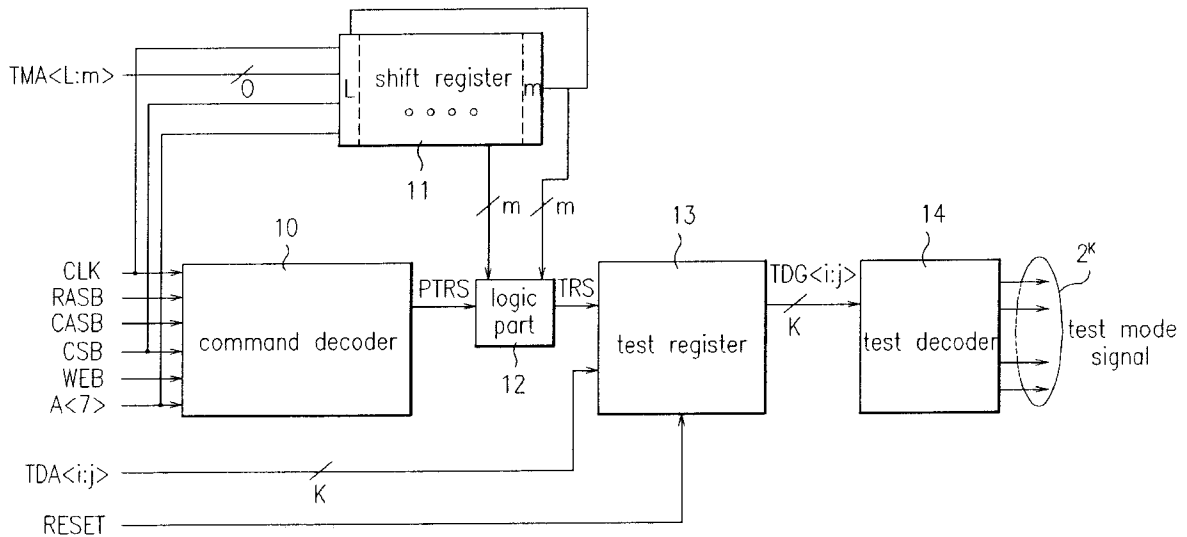 TMA<L:m>
O
L
shift register
m
11
m
m
10
13
14
2K
CLK
RASB
CASB
CSB
WEB
A<7>
command decoder
PTRS
logic
part
12
TRS
test register
TDG<i:j>
K
test decoder
test mode
signal
TDA<i:j>
K
RESET